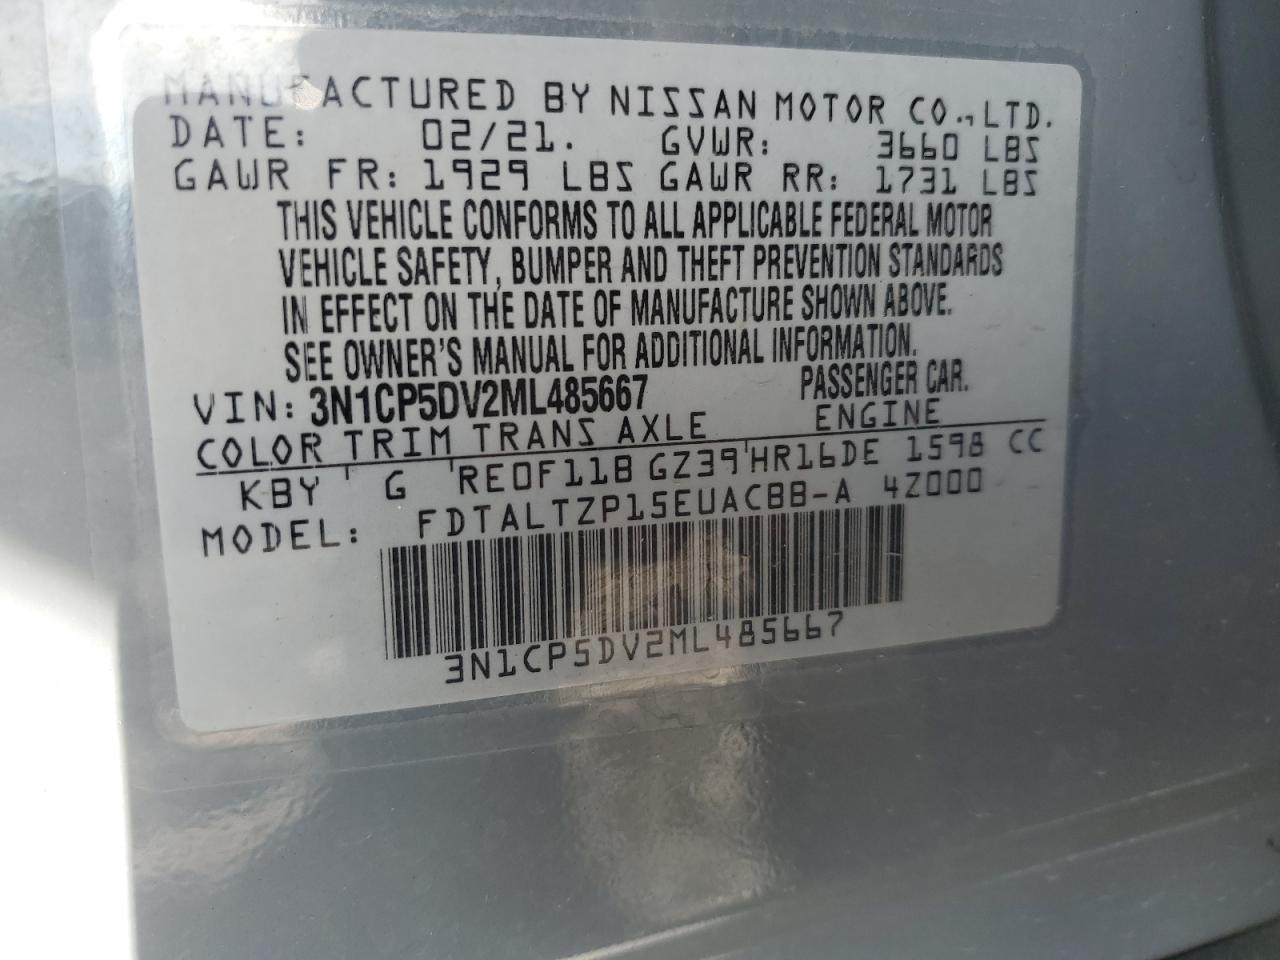 MANUFACTURED BY NISSAN MOTOR CO., LTD.
DATE: 02/21. GVWR: 3660 LBS
GAWR FR: 1929 LBS GAWR RR: 1731 LBS
THIS VEHICLE CONFORMS TO ALL APPLICABLE FEDERAL MOTOR
VEHICLE SAFETY, BUMPER AND THEFT PREVENTION STANDARDS
IN EFFECT ON THE DATE OF MANUFACTURE SHOWN ABOVE.
SEE OWNER'S MANUAL FOR ADDITIONAL INFORMATION.
VIN: 3N1CP5DV2ML485667 PASSENGER CAR.
COLOR TRIM TRANS AXLE ENGINE
KBY G RE0F11B GZ39 HR16DE 1598 CC
MODEL: FDTALTZP15EUACBB-A 4Z000
3N1CP5DV2ML485667